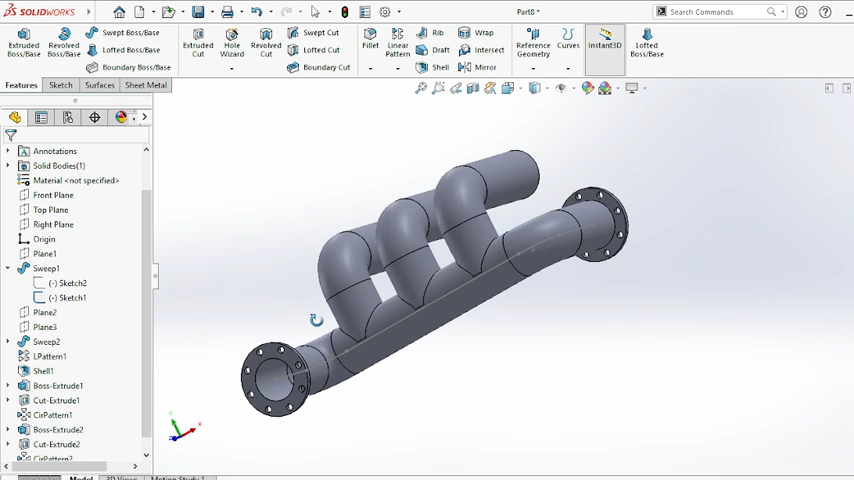 SOLIDWORKS
Part8 *
Search Commands
Extruded Boss/Base
Revolved Boss/Base
Swept Boss/Base
Lofted Boss/Base
Boundary Boss/Base
Extruded Cut
Hole Wizard
Revolved Cut
Swept Cut
Lofted Cut
Boundary Cut
Fillet
Linear Pattern
Rib
Draft
Shell
Wrap
Intersect
Mirror
Reference Geometry
Curves
Instant3D
Lofted Boss/Base
Features
Sketch
Surfaces
Sheet Metal
Annotations
Solid Bodies(1)
Material <not specified>
Front Plane
Top Plane
Right Plane
Origin
Plane1
Sweep1
(-) Sketch2
(-) Sketch1
Plane2
Plane3
Sweep2
LPattern1
Shell1
Boss-Extrude1
Cut-Extrude1
CirPattern1
Boss-Extrude2
Cut-Extrude2
CirPattern2
Model
3D Views
Motion Study 1
Y
X
Z